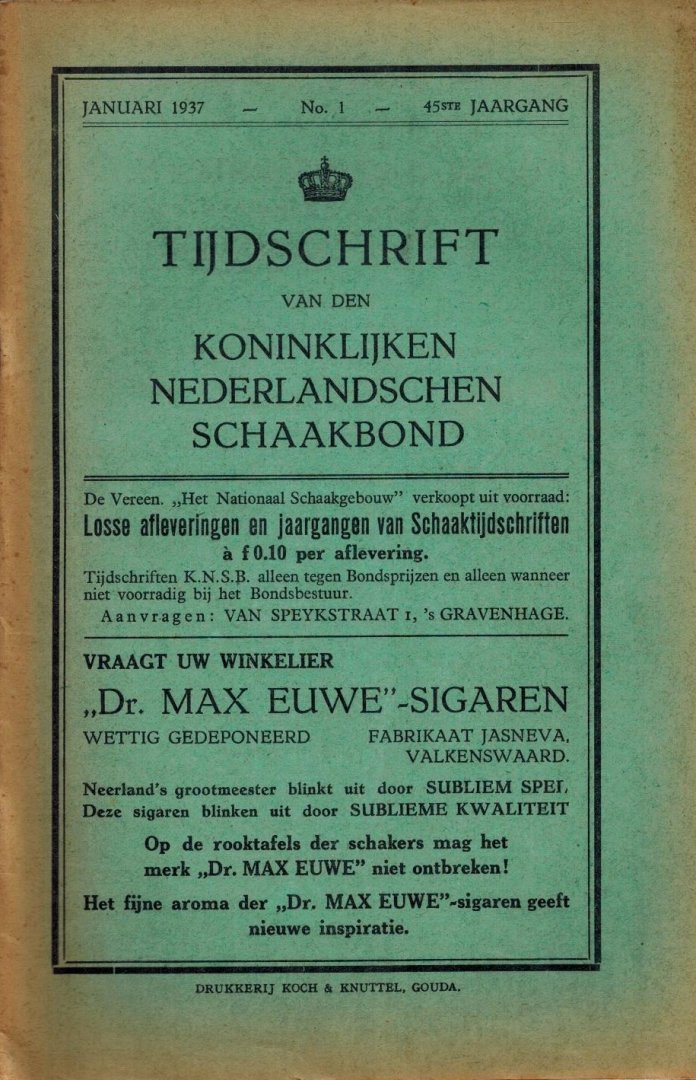 JANUARI 1937 — No. 1 — 45STE JAARGANG
TIJDSCHRIFT
VAN DEN
KONINKLIJKEN
NEDERLANDSCHEN
SCHAAKBOND
De Vereen. „Het Nationaal Schaakgebouw” verkoopt uit voorraad:
Losse afleveringen en jaargangen van Schaaktijdschriften
à f 0.10 per aflevering.
Tijdschriften K.N.S.B. alleen tegen Bondsprijzen en alleen wanneer
niet voorradig bij het Bondsbestuur.
Aanvragen: VAN SPEYKSTRAAT 1, 's GRAVENHAGE.
VRAAGT UW WINKELIER
„Dr. MAX EUWE”-SIGAREN
WETTIG GEDEPONEERD FABRIKAAT JASNEVA,
VALKENSWAARD.
Neerland's grootmeester blinkt uit door SUBLIEM SPEL,
Deze sigaren blinken uit door SUBLIEME KWALITEIT
Op de rooktafels der schakers mag het
merk „Dr. MAX EUWE” niet ontbreken!
Het fijne aroma der „Dr. MAX EUWE”-sigaren geeft
nieuwe inspiratie.
DRUKKERIJ KOCH & KNUTTEL, GOUDA.